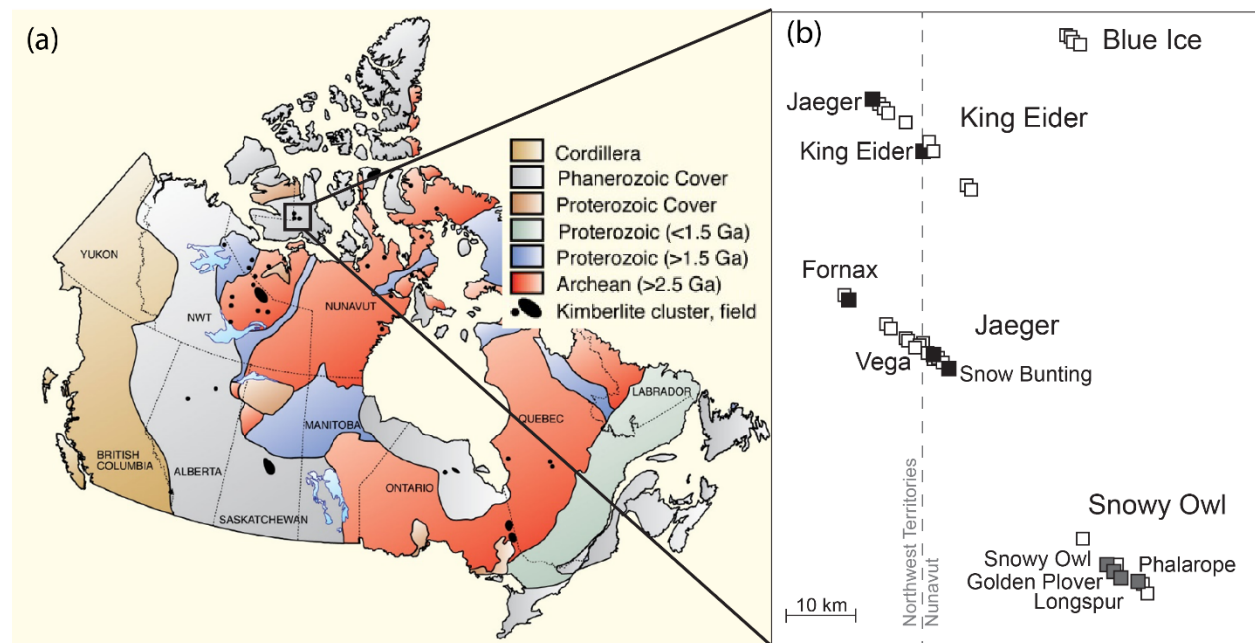 (a)
Cordillera
Phanerozoic Cover
Proterozoic Cover
Proterozoic (<1.5 Ga)
Proterozoic (>1.5 Ga)
Archean (>2.5 Ga)
Kimberlite cluster, field
YUKON
NWT
NUNAVUT
BRITISH
COLUMBIA
ALBERTA
SASKATCHEWAN
MANITOBA
ONTARIO
QUEBEC
LABRADOR
(b)
Blue Ice
Jaeger
King Eider
King Eider
Fornax
Jaeger
Vega
Snow Bunting
Snowy Owl
Snowy Owl
Phalarope
Golden Plover
Longspur
10 km
Northwest Territories
Nunavut